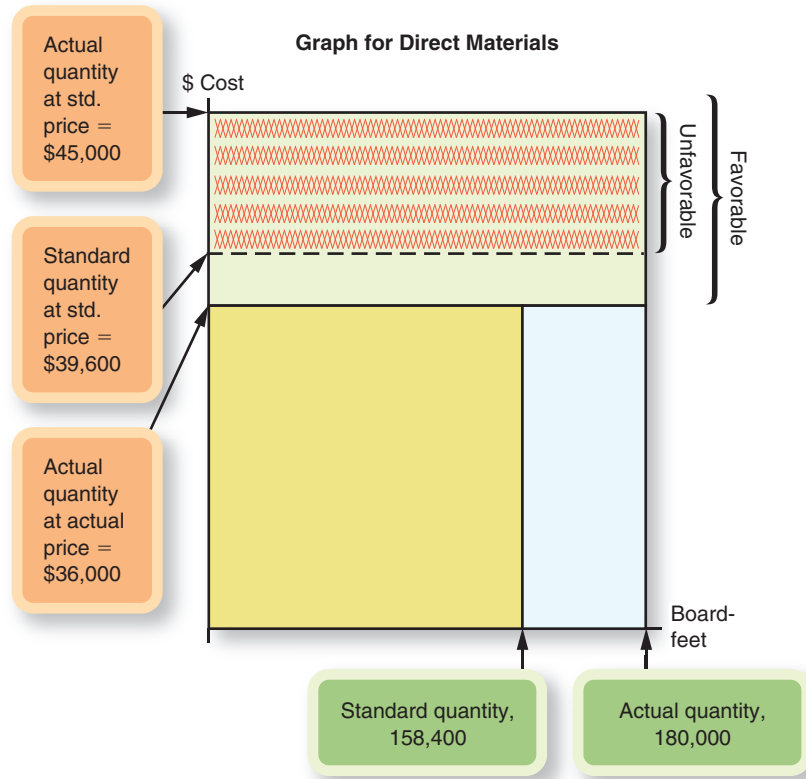 Graph for Direct Materials
Actual
quantity
at std.
price =
$45,000
$ Cost
Unfavorable
Favorable
Standard
quantity
at std.
price =
$39,600
Actual
quantity
at actual
price =
$36,000
Board-
feet
Standard quantity,
158,400
Actual quantity,
180,000